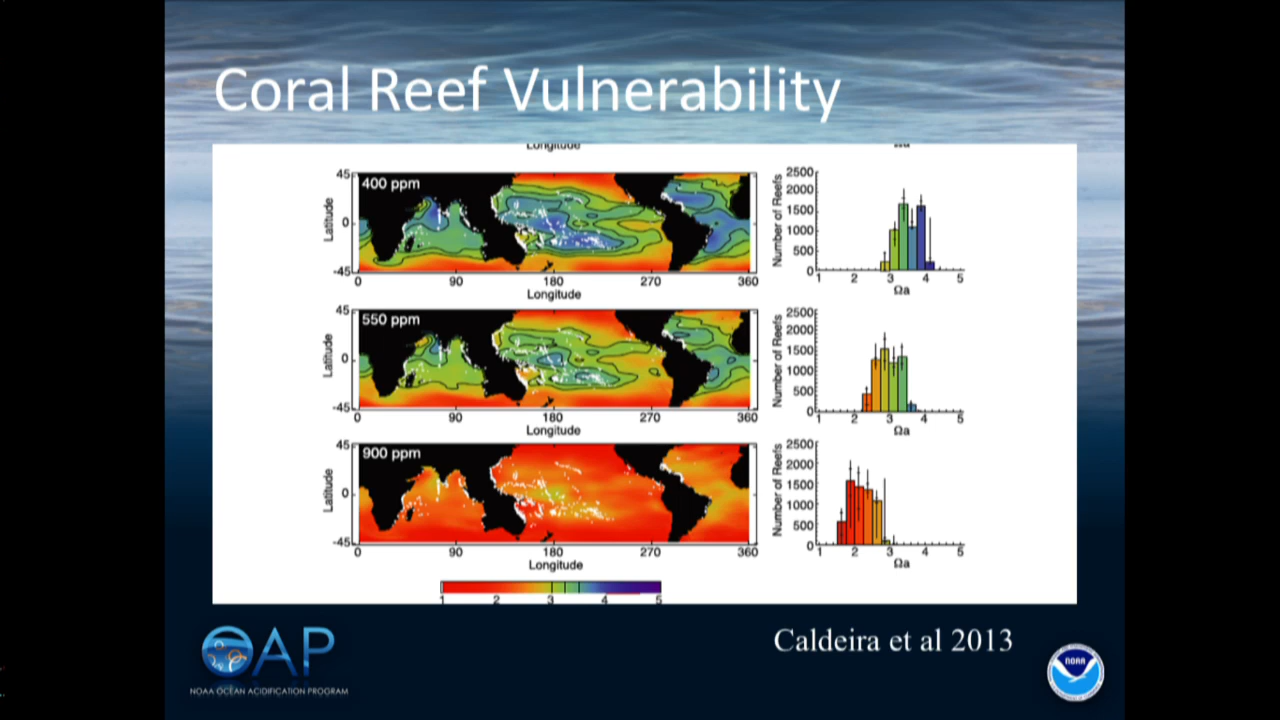 Coral Reef Vulnerability
Longitude
Ωa
400 ppm
45
0
-45
Latitude
0 90 180 270 360
Longitude
2500
2000
1500
1000
500
0
Number of Reefs
1 2 3 4 5
Ωa
550 ppm
45
0
-45
Latitude
0 90 180 270 360
Longitude
2500
2000
1500
1000
500
0
Number of Reefs
1 2 3 4 5
Ωa
900 ppm
45
0
-45
Latitude
0 90 180 270 360
Longitude
2500
2000
1500
1000
500
0
Number of Reefs
1 2 3 4 5
Ωa
1 2 3 4 5
OAP
NOAA OCEAN ACIDIFICATION PROGRAM
Caldeira et al 2013
NOAA